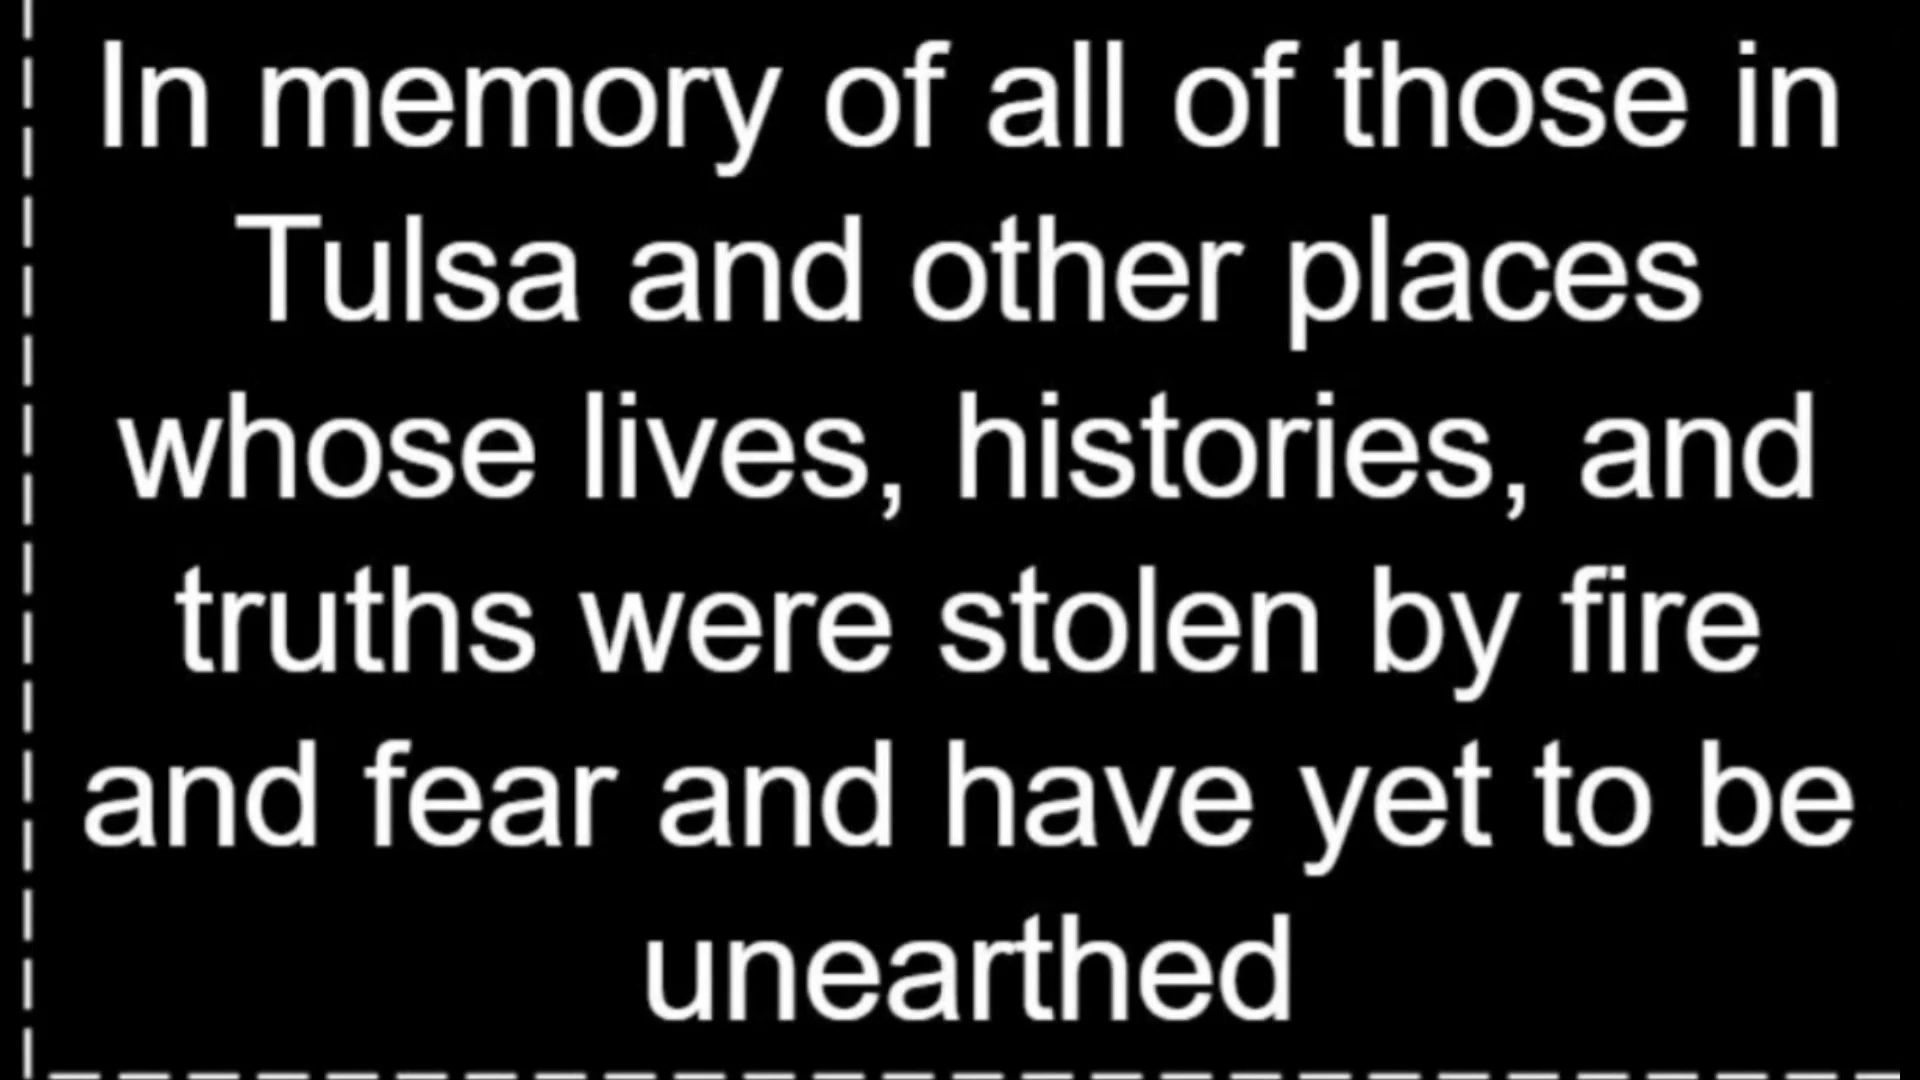 In memory of all of those in
Tulsa and other places
whose lives, histories, and
truths were stolen by fire
and fear and have yet to be
unearthed